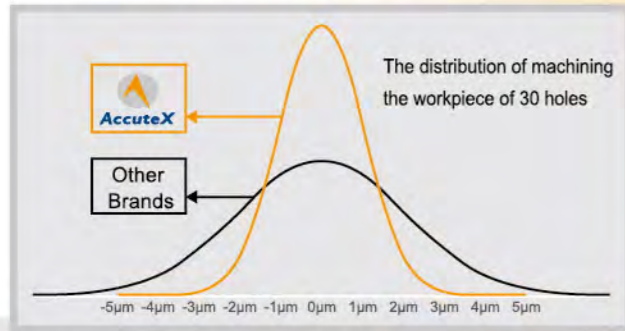 The distribution of machining
the workpiece of 30 holes
AccuteX
Other
Brands
-5μm -4μm -3μm -2μm -1μm 0μm 1μm 2μm 3μm 4μm 5μm